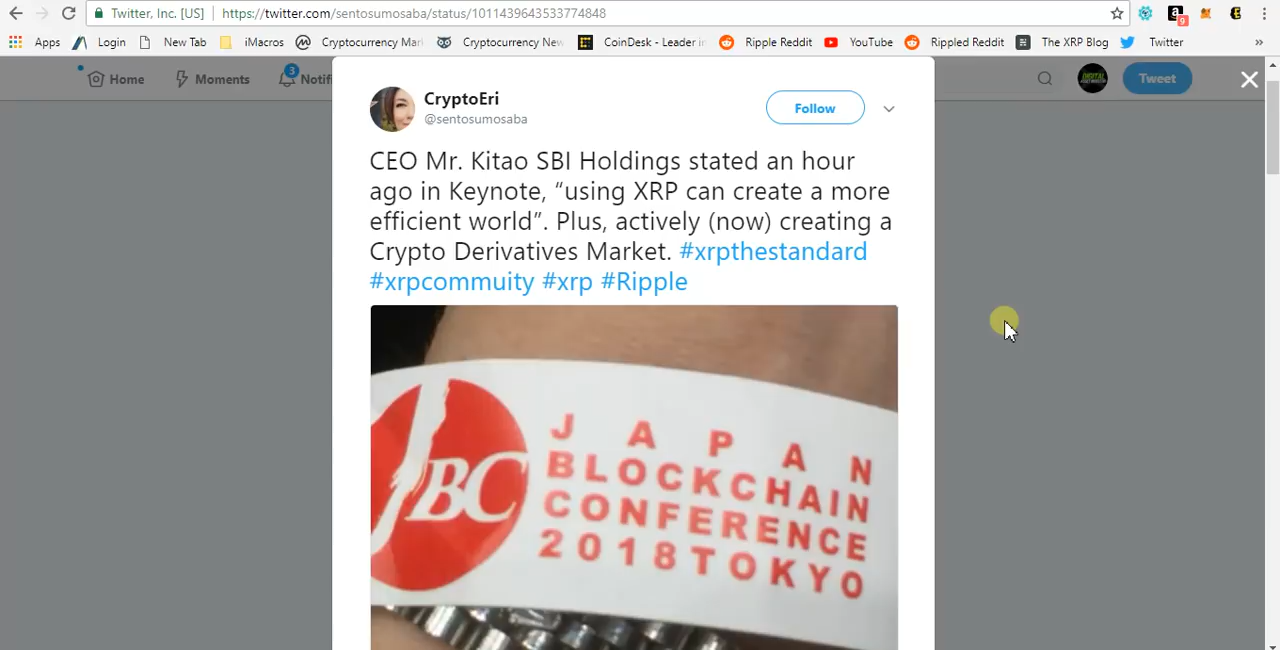 Twitter, Inc. [US] https://twitter.com/sentosumosaba/status/1011439643533774848
9
Apps Login New Tab iMacros Cryptocurrency Mar Cryptocurrency New CoinDesk - Leader in Ripple Reddit YouTube Rippled Reddit The XRP Blog Twitter »
Home Moments 3 Notifi Tweet
CryptoEri
@sentosumosaba
Follow
CEO Mr. Kitao SBI Holdings stated an hour
ago in Keynote, “using XRP can create a more
efficient world”. Plus, actively (now) creating a
Crypto Derivatives Market. #xrpthestandard
#xrpcommuity #xrp #Ripple
JBC
JAPAN
BLOCKCHAIN
CONFERENCE
2018TOKYO